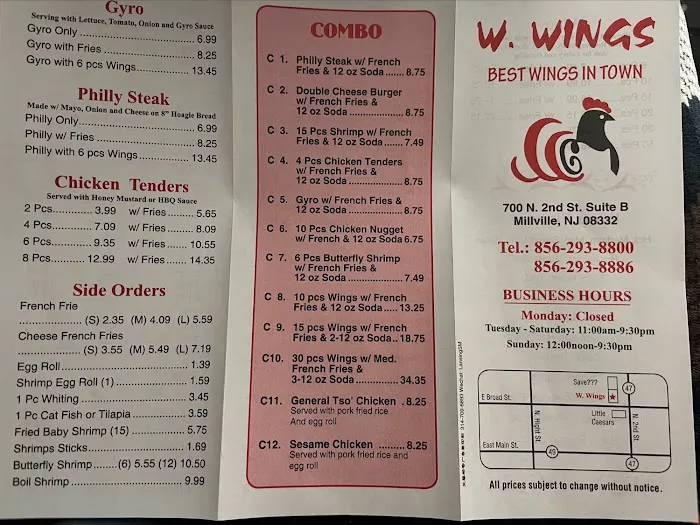 Gyro
Serving with Lettuce, Tomato, Onion and Gyro Sauce
Gyro Only 6.99
Gyro with Fries 8.25
Gyro with 6 pcs Wings 13.45
Philly Steak
Made w/ Mayo, Onion and Cheese on 8" Hoagie Bread
Philly Only 6.99
Philly w/ Fries 8.25
Philly with 6 pcs Wings 13.45
Chicken Tenders
Served with Honey Mustard or HBQ Sauce
2 Pcs 3.99 w/ Fries 5.65
4 Pcs 7.09 w/ Fries 8.09
6 Pcs 9.35 w/ Fries 10.55
8 Pcs 12.99 w/ Fries 14.35
Side Orders
French Frie
(S) 2.35 (M) 4.09 (L) 5.59
Cheese French Fries
(S) 3.55 (M) 5.49 (L) 7.19
Egg Roll 1.39
Shrimp Egg Roll (1) 1.59
1 Pc Whiting 3.45
1 Pc Cat Fish or Tilapia 3.59
Fried Baby Shrimp (15) 5.75
Shrimps Sticks 1.69
Butterfly Shrimp (6) 5.55 (12) 10.50
Boil Shrimp 9.99
COMBO
C 1. Philly Steak w/ French
Fries & 12 oz Soda 8.75
C 2. Double Cheese Burger
w/ French Fries &
12 oz Soda 8.75
C 3. 15 Pcs Shrimp w/ French
Fries & 12 oz Soda 7.49
C 4. 4 Pcs Chicken Tenders
w/ French Fries &
12 oz Soda 8.75
C 5. Gyro w/ French Fries &
12 oz Soda 8.75
C 6. 10 Pcs Chicken Nugget
w/ French & 12 oz Soda 6.75
C 7. 6 Pcs Butterfly Shrimp
w/ French Fries &
12 oz Soda 7.49
C 8. 10 pcs Wings w/ French
Fries & 12 oz Soda 13.25
C 9. 15 pcs Wings w/ French
Fries & 2-12 oz Soda 18.75
C10. 30 pcs Wings w/ Med.
French Fries &
3-12 oz Soda 34.35
C11. General Tso' Chicken 8.25
Served with pork fried rice
And egg roll
C12. Sesame Chicken 8.25
Served with pork fried rice and
egg roll
W. WINGS
BEST WINGS IN TOWN
700 N. 2nd St. Suite B
Millville, NJ 08332
Tel.: 856-293-8800
856-293-8886
BUSINESS HOURS
Monday: Closed
Tuesday - Saturday: 11:00am-9:30pm
Sunday: 12:00noon-9:30pm
Save???
47
E Broad St.
W. Wings
Little
Caesars
N. Hight St
N. 2nd St
East Main St.
49
47
All prices subject to change without notice.